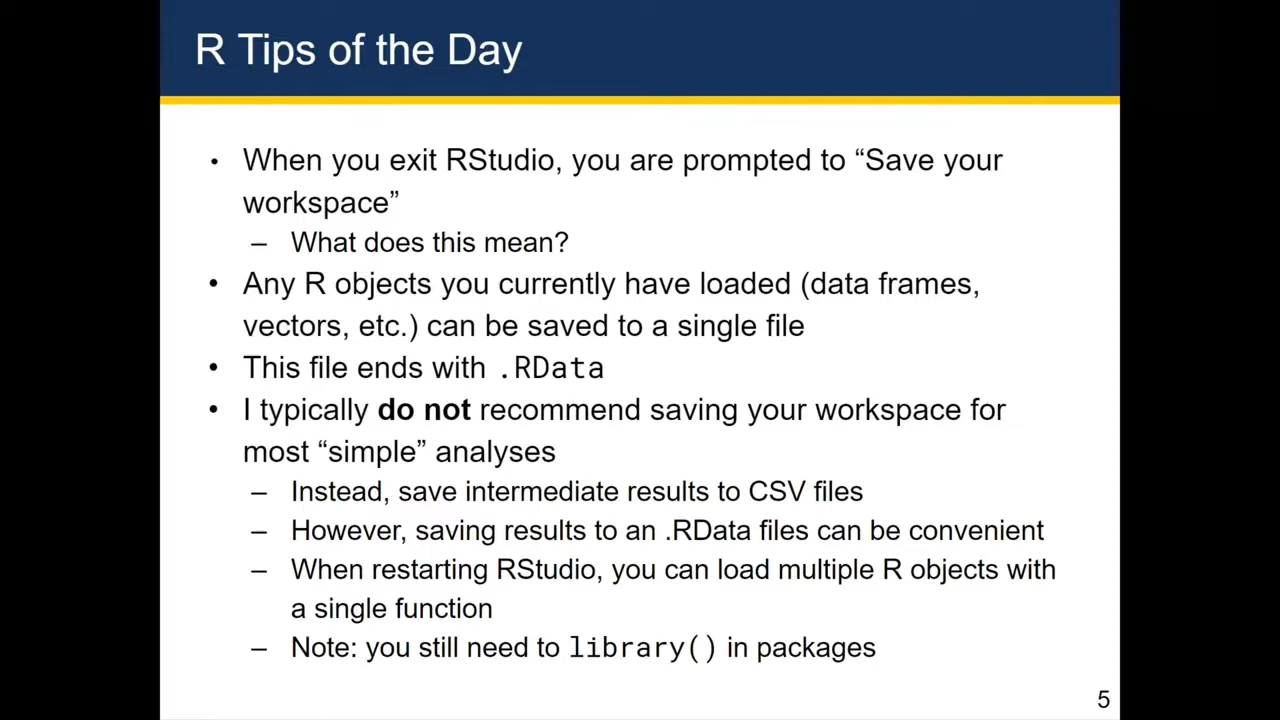 R Tips of the Day
• When you exit RStudio, you are prompted to “Save your
workspace”
– What does this mean?
• Any R objects you currently have loaded (data frames,
vectors, etc.) can be saved to a single file
• This file ends with .RData
• I typically do not recommend saving your workspace for
most “simple” analyses
– Instead, save intermediate results to CSV files
– However, saving results to an .RData files can be convenient
– When restarting RStudio, you can load multiple R objects with
a single function
– Note: you still need to library() in packages
5